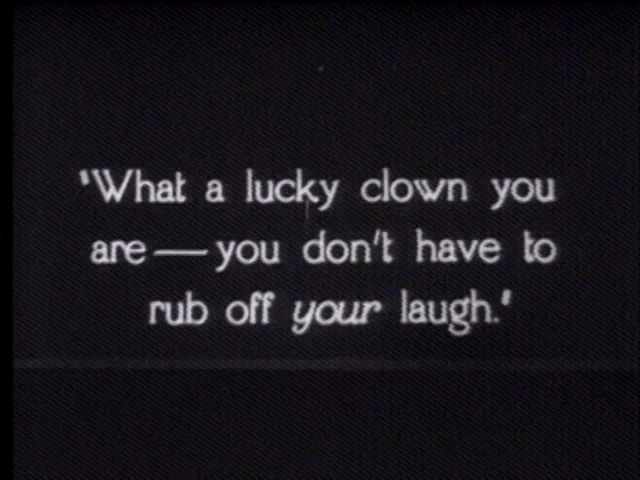 'What a lucky clown you
are — you don't have to
rub off your laugh.'